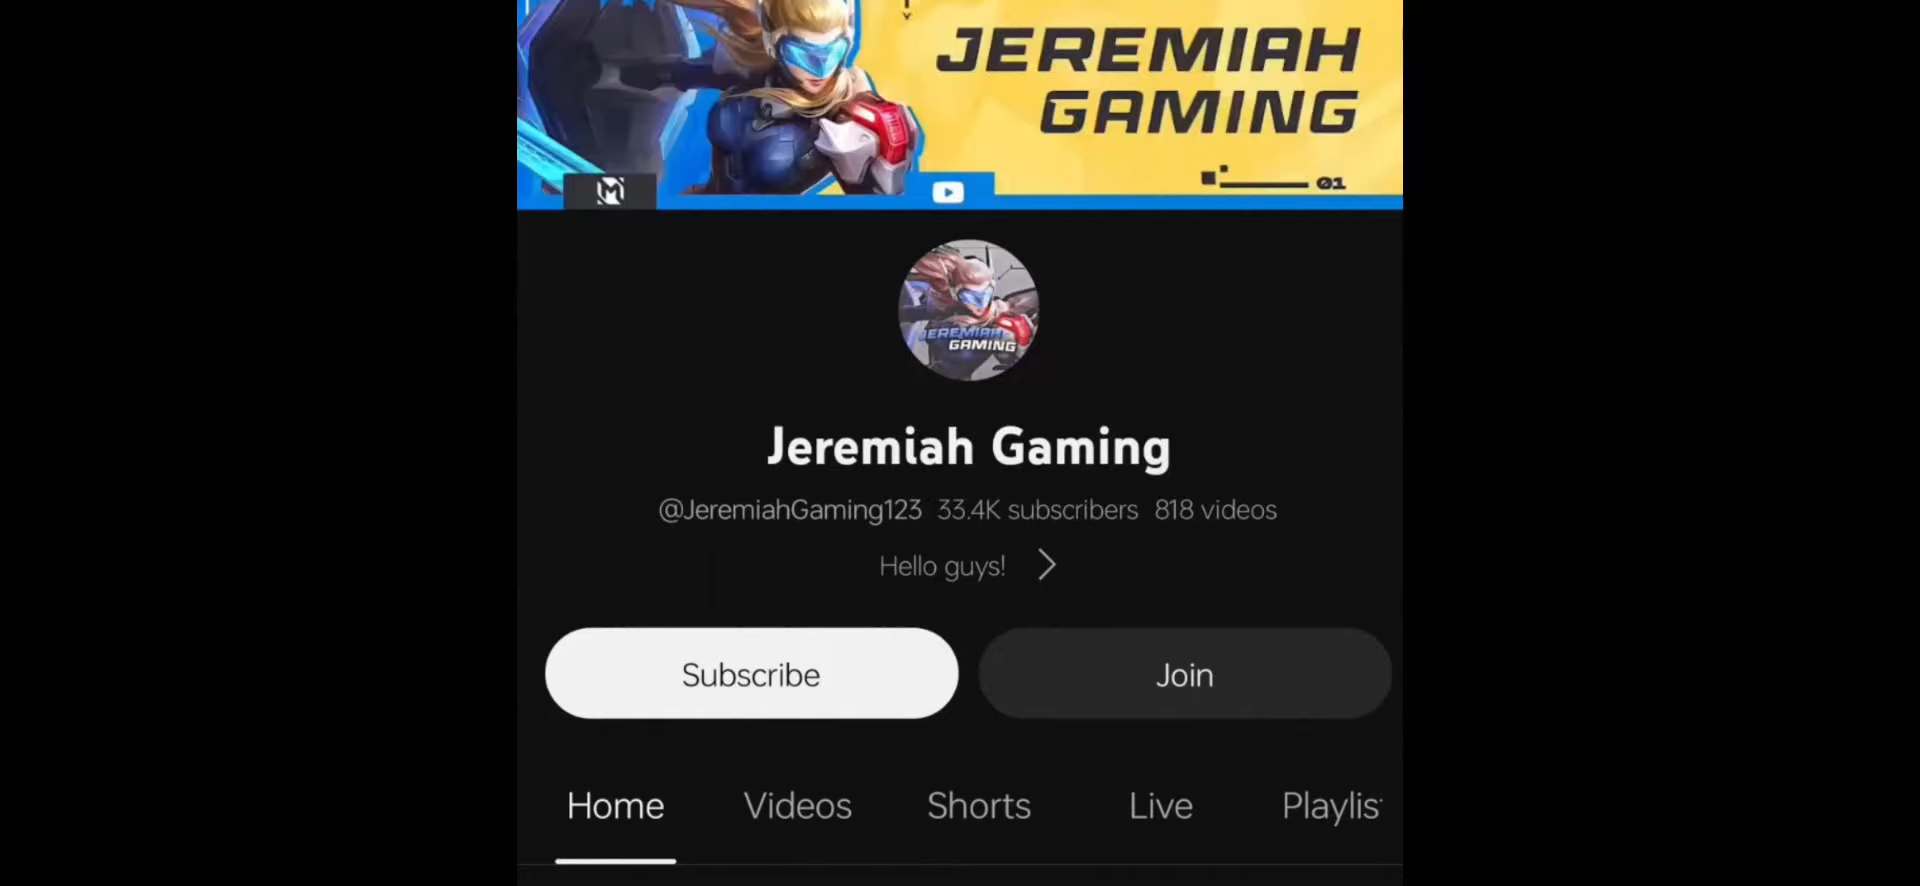 JEREMIAH
GAMING
01
JEREMIAH
GAMING
Jeremiah Gaming
@JeremiahGaming123 33.4K subscribers 818 videos
Hello guys!
Subscribe Join
Home Videos Shorts Live Playlis